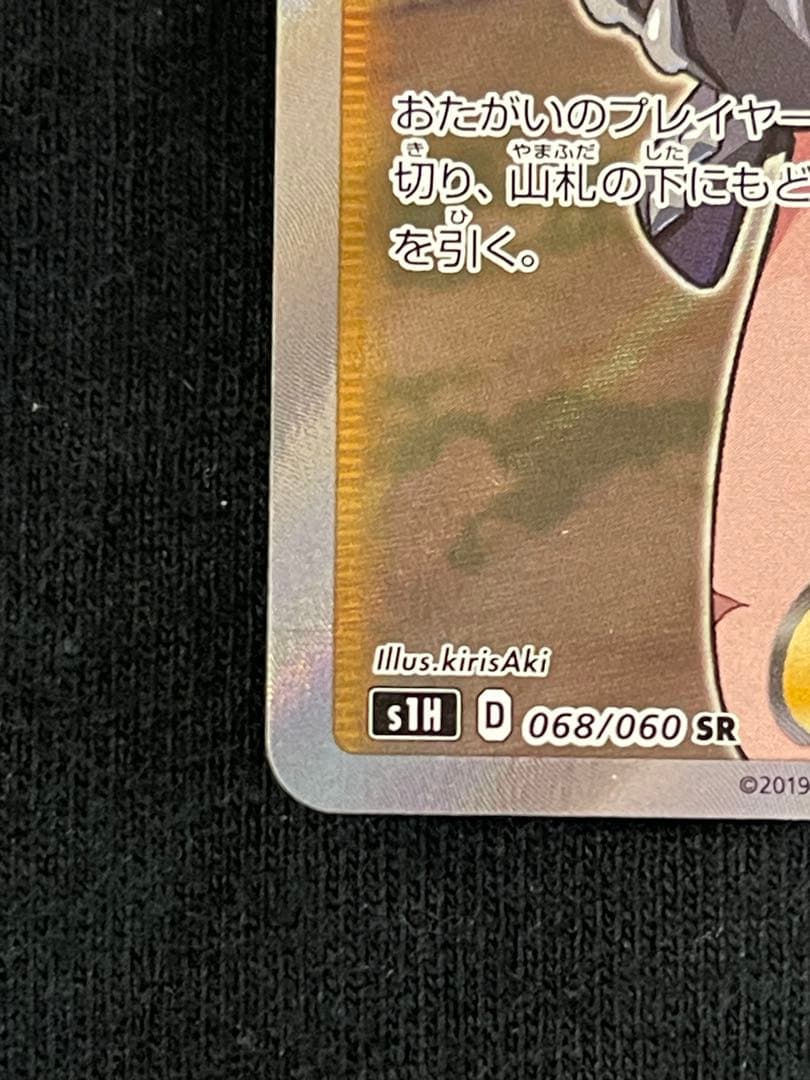 おたがいのプレイヤー
き やまふだ した
切り、山札の下にもど
ひ
を引く。
Illus.kirisAki
s1H D 068/060 SR
©2019